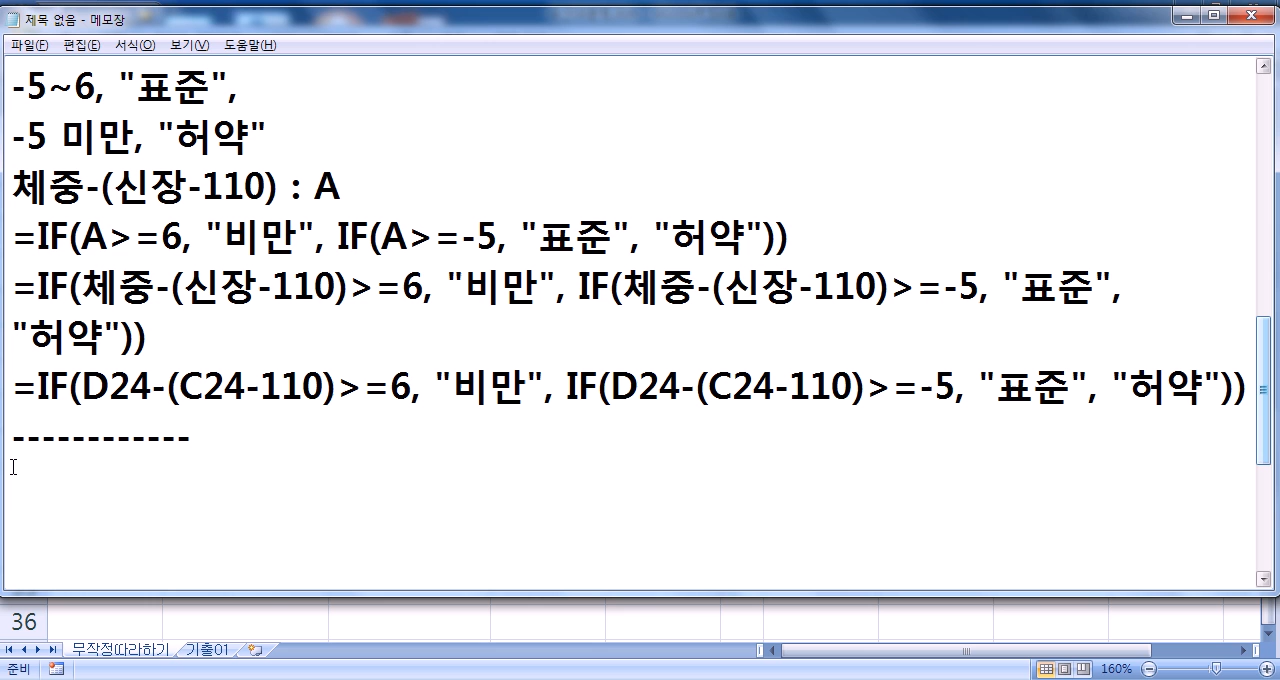 제목 없음 - 메모장
파일(F) 편집(E) 서식(O) 보기(V) 도움말(H)
-5~6, "표준",
-5 미만, "허약"
체중-(신장-110) : A
=IF(A>=6, "비만", IF(A>=-5, "표준", "허약"))
=IF(체중-(신장-110)>=6, "비만", IF(체중-(신장-110)>=-5, "표준",
"허약"))
=IF(D24-(C24-110)>=6, "비만", IF(D24-(C24-110)>=-5, "표준", "허약"))
------------
36
무작정따라하기 기출01
준비 160%